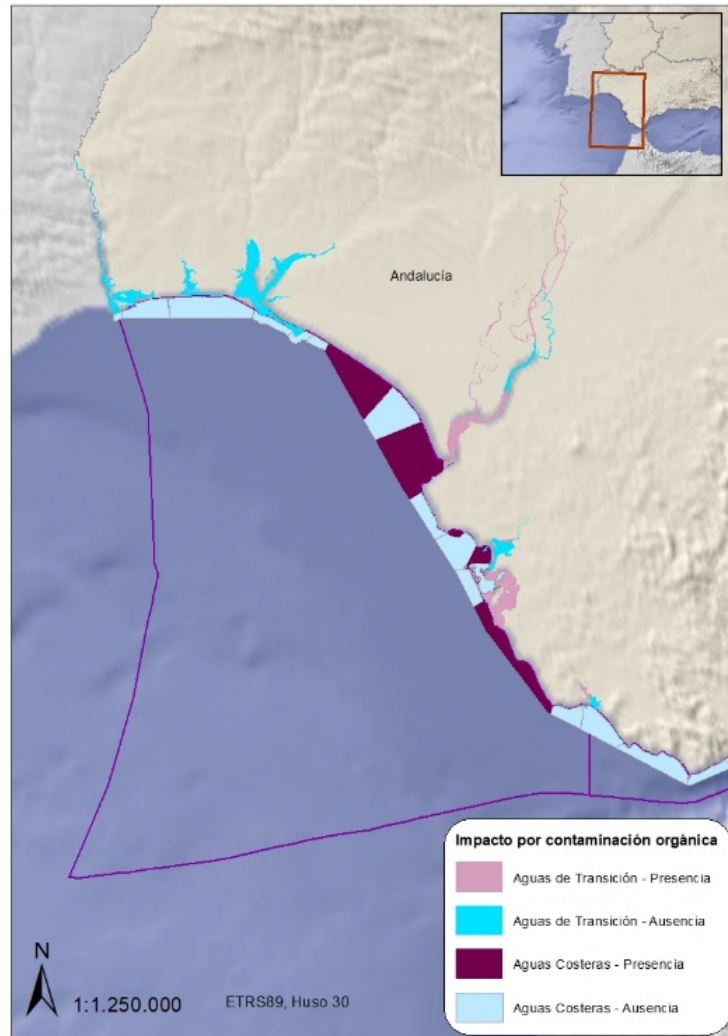 Andalucía
Impacto por contaminación orgánica
Aguas de Transición - Presencia
Aguas de Transición - Ausencia
Aguas Costeras - Presencia
Aguas Costeras - Ausencia
N
1:1.250.000
ETRS89, Huso 30